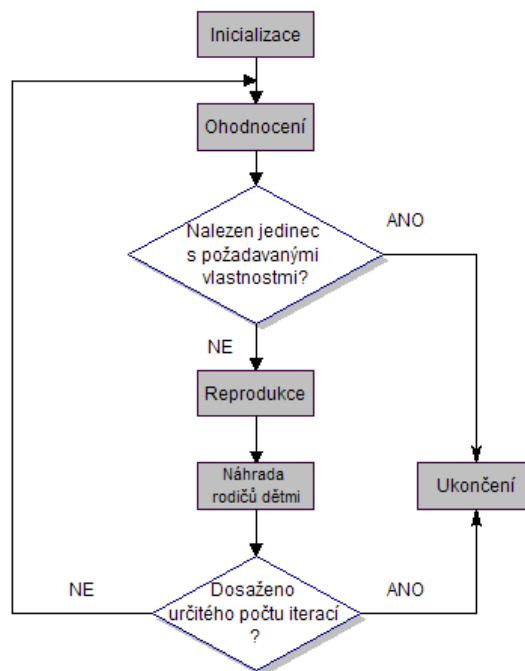 Inicializace
Ohodnocení
Nalezen jedinec
s požadavanými
vlastnostmi?
ANO
NE
Reprodukce
Náhrada
rodičů dětmi
Ukončení
Dosaženo
určitého počtu iterací
?
NE
ANO